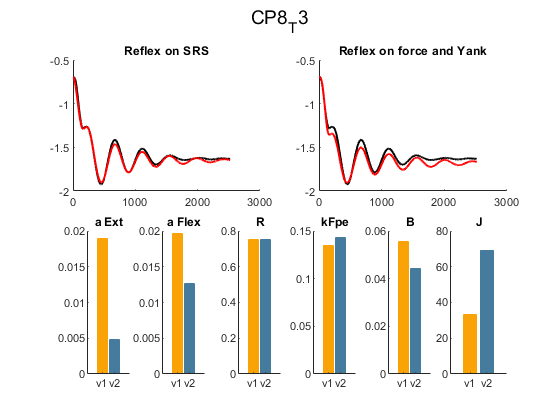 CP8T3
Reflex on SRS
Reflex on force and Yank
-0.5
-1
-1.5
-2
0
1000
2000
3000
-0.5
-1
-1.5
-2
0
1000
2000
3000
a Ext
a Flex
R
kFpe
B
J
0.02
0.015
0.01
0.005
0
v1 v2
0.02
0.015
0.01
0.005
0
v1 v2
0.8
0.6
0.4
0.2
0
v1 v2
0.15
0.1
0.05
0
v1 v2
0.06
0.04
0.02
0
v1 v2
80
60
40
20
0
v1 v2